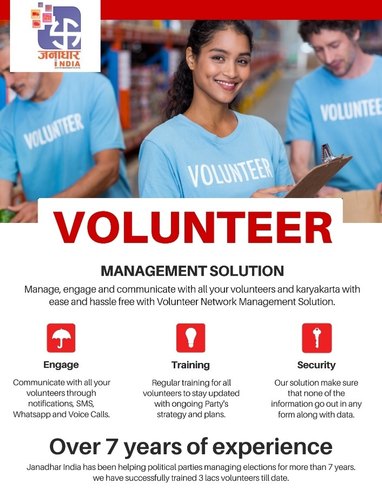 जनाधार
INDIA
VOLUNTEER
VOLUNTEER
VOLUNTEER
VOLUNTEER
MANAGEMENT SOLUTION
Manage, engage and communicate with all your volunteers and karyakarta with
ease and hassle free with Volunteer Network Management Solution.
Engage
Communicate with all your
volunteers through
notifications, SMS,
Whatsapp and Voice Calls.
Training
Regular training for all
volunteers to stay updated
with ongoing Party's
strategy and plans.
Security
Our solution make sure
that none of the
information go out in any
form along with data.
Over 7 years of experience
Janadhar India has been helping political parties managing elections for more than 7 years.
we have successfully trained 3 lacs volunteers till date.